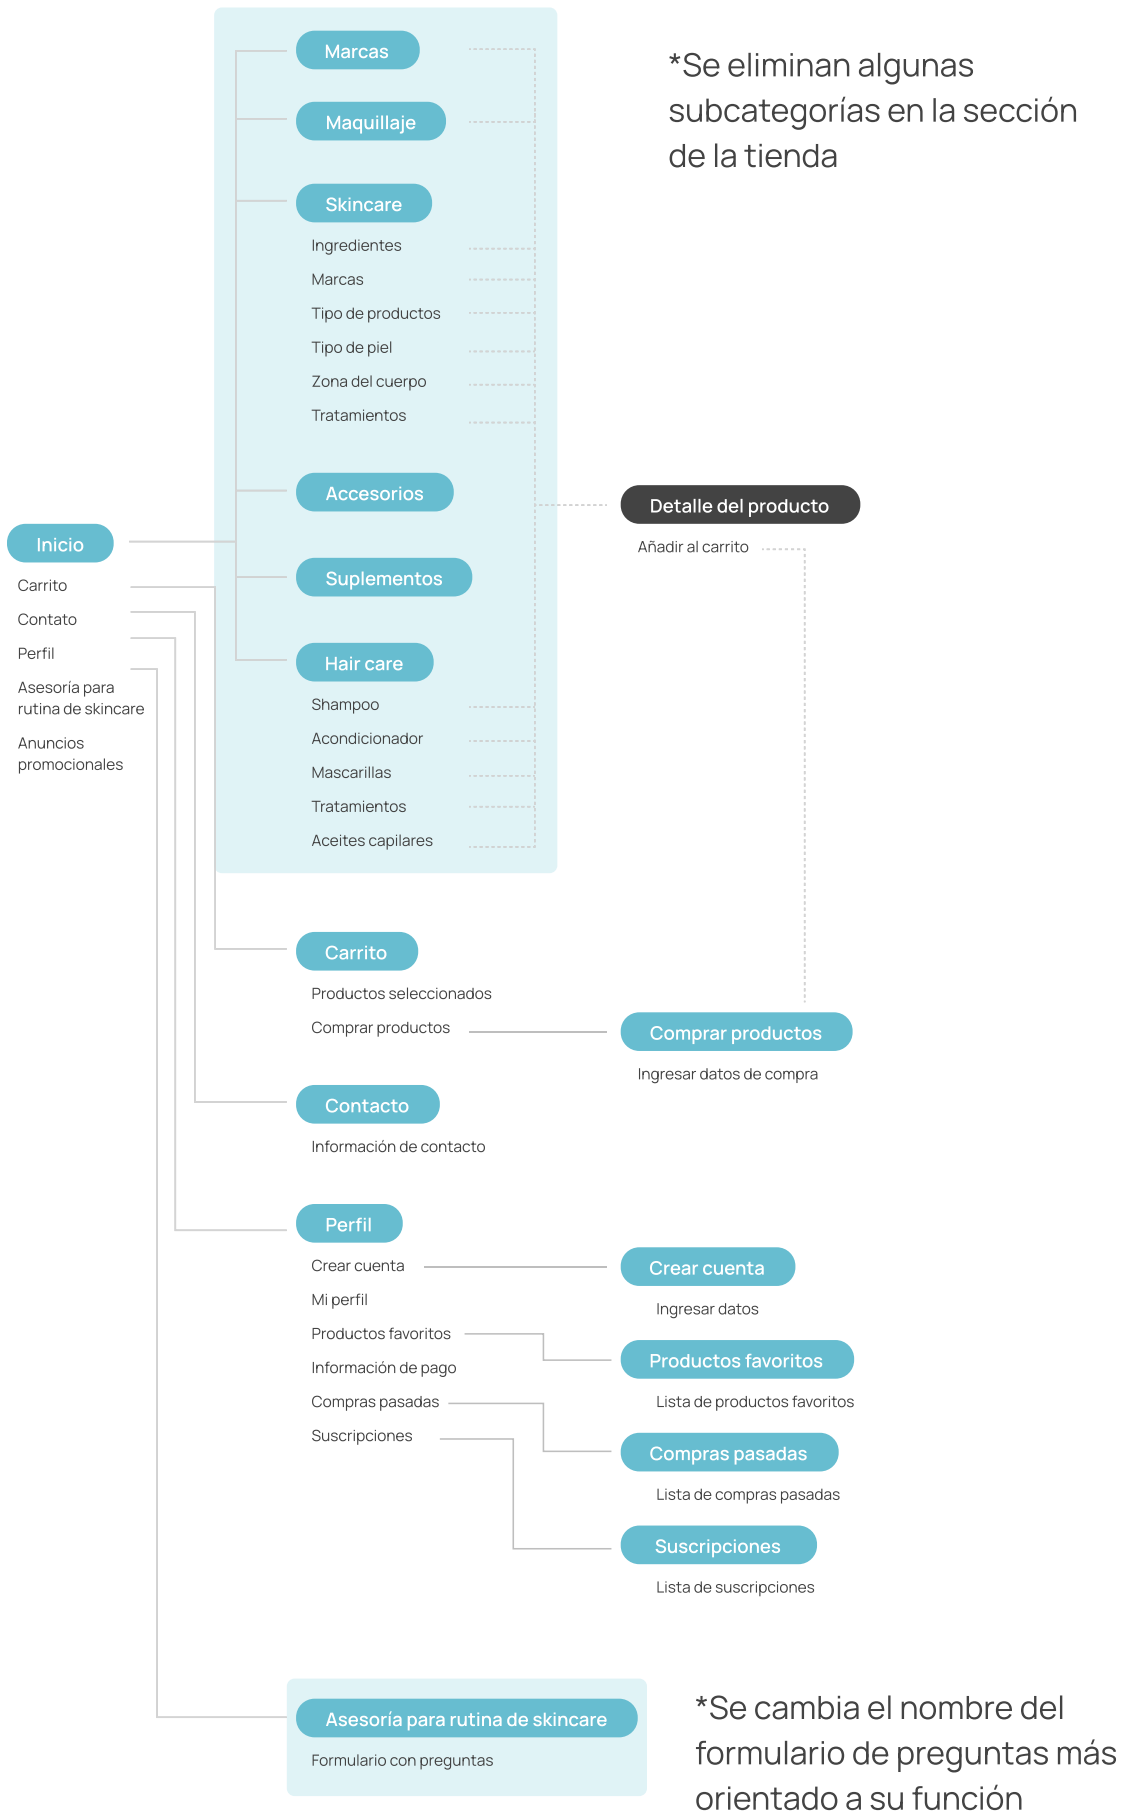 Marcas
*Se eliminan algunas
subcategorías en la sección
de la tienda
Maquillaje
Skincare
Ingredientes
Marcas
Tipo de productos
Tipo de piel
Zona del cuerpo
Tratamientos
Accesorios
Detalle del producto
Añadir al carrito
Inicio
Carrito
Contato
Perfil
Asesoría para
rutina de skincare
Anuncios
promocionales
Suplementos
Hair care
Shampoo
Acondicionador
Mascarillas
Tratamientos
Aceites capilares
Carrito
Productos seleccionados
Comprar productos
Comprar productos
Ingresar datos de compra
Contacto
Información de contacto
Perfil
Crear cuenta
Mi perfil
Productos favoritos
Información de pago
Compras pasadas
Suscripciones
Crear cuenta
Ingresar datos
Productos favoritos
Lista de productos favoritos
Compras pasadas
Lista de compras pasadas
Suscripciones
Lista de suscripciones
Asesoría para rutina de skincare
Formulario con preguntas
*Se cambia el nombre del
formulario de preguntas más
orientado a su función